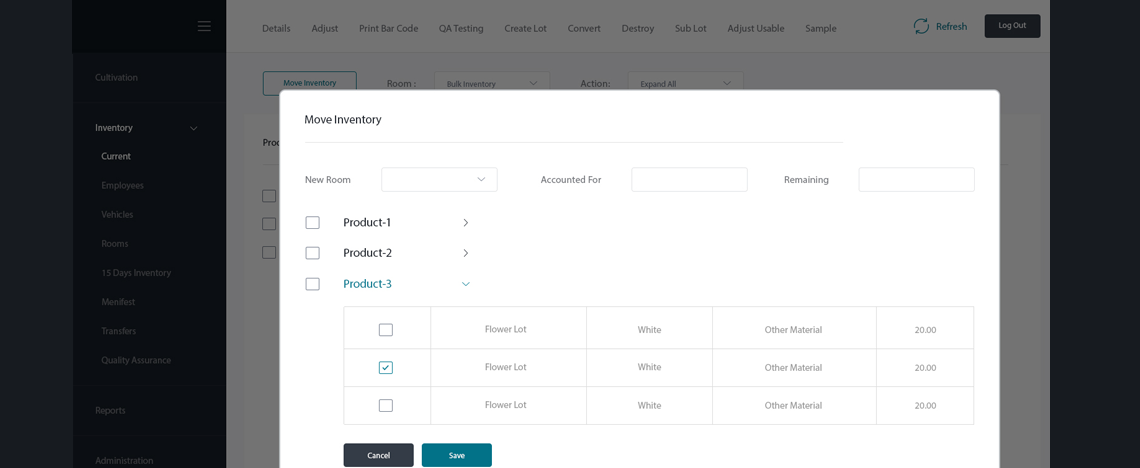 Details Adjust Print Bar Code QA Testing Create Lot Convert Destroy Sub Lot Adjust Usable Sample Refresh Log Out
Cultivation
Inventory
Current
Employees
Vehicles
Rooms
15 Days Inventory
Menifest
Transfers
Quality Assurance
Reports
Administration
Move Inventory Room : Bulk Inventory Action: Expand All
Move Inventory
New Room Accounted For Remaining
Product-1
Product-2
Product-3
Flower Lot White Other Material 20.00
Flower Lot White Other Material 20.00
Flower Lot White Other Material 20.00
Cancel Save